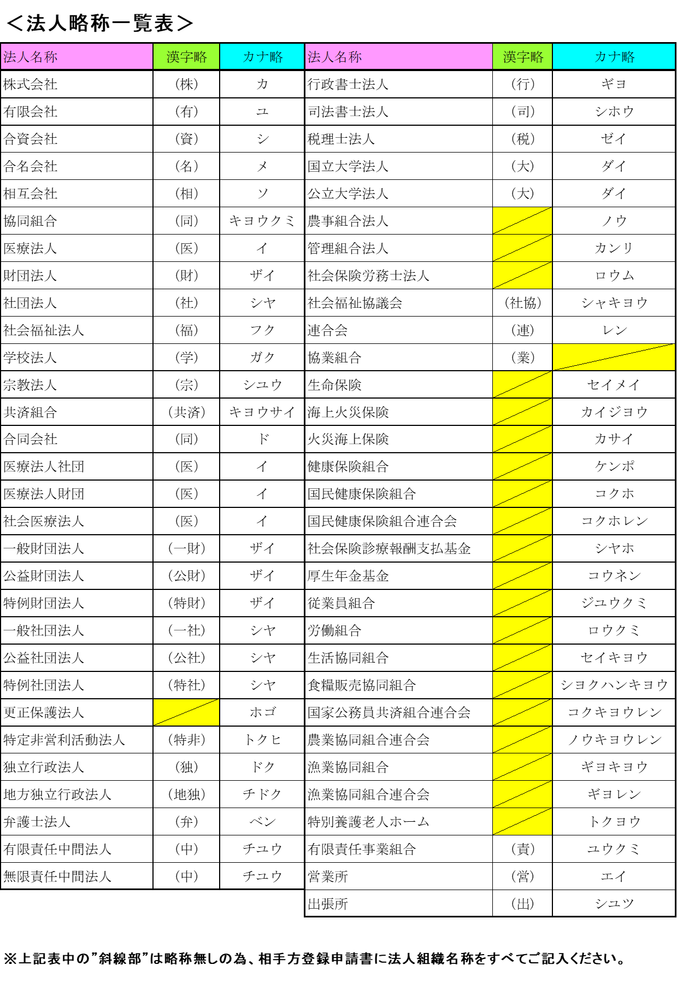 ＜法人略称一覧表＞
法人名称 漢字略 カナ略 法人名称 漢字略 カナ略
株式会社 （株） カ 行政書士法人 （行） ギヨ
有限会社 （有） ユ 司法書士法人 （司） シホウ
合資会社 （資） シ 税理士法人 （税） ゼイ
合名会社 （名） メ 国立大学法人 （大） ダイ
相互会社 （相） ソ 公立大学法人 （大） ダイ
協同組合 （同） キヨウクミ 農事組合法人 ノウ
医療法人 （医） イ 管理組合法人 カンリ
財団法人 （財） ザイ 社会保険労務士法人 ロウム
社団法人 （社） シヤ 社会福祉協議会 （社協） シャキヨウ
社会福祉法人 （福） フク 連合会 （連） レン
学校法人 （学） ガク 協業組合 （業）
宗教法人 （宗） シユウ 生命保険 セイメイ
共済組合 （共済） キヨウサイ 海上火災保険 カイジヨウ
合同会社 （同） ド 火災海上保険 カサイ
医療法人社団 （医） イ 健康保険組合 ケンポ
医療法人財団 （医） イ 国民健康保険組合 コクホ
社会医療法人 （医） イ 国民健康保険組合連合会 コクホレン
一般財団法人 （一財） ザイ 社会保険診療報酬支払基金 シヤホ
公益財団法人 （公財） ザイ 厚生年金基金 コウネン
特例財団法人 （特財） ザイ 従業員組合 ジユウクミ
一般社団法人 （一社） シヤ 労働組合 ロウクミ
公益社団法人 （公社） シヤ 生活協同組合 セイキヨウ
特例社団法人 （特社） シヤ 食糧販売協同組合 シヨクハンキヨウ
更正保護法人 ホゴ 国家公務員共済組合連合会 コクキヨウレン
特定非営利活動法人 （特非） トクヒ 農業協同組合連合会 ノウキヨウレン
独立行政法人 （独） ドク 漁業協同組合 ギヨキヨウ
地方独立行政法人 （地独） チドク 漁業協同組合連合会 ギヨレン
弁護士法人 （弁） ベン 特別養護老人ホーム トクヨウ
有限責任中間法人 （中） チユウ 有限責任事業組合 （責） ユウクミ
無限責任中間法人 （中） チユウ 営業所 （営） エイ
出張所 （出） シユツ
※上記表中の”斜線部”は略称無しの為、相手方登録申請書に法人組織名称をすべてご記入ください。